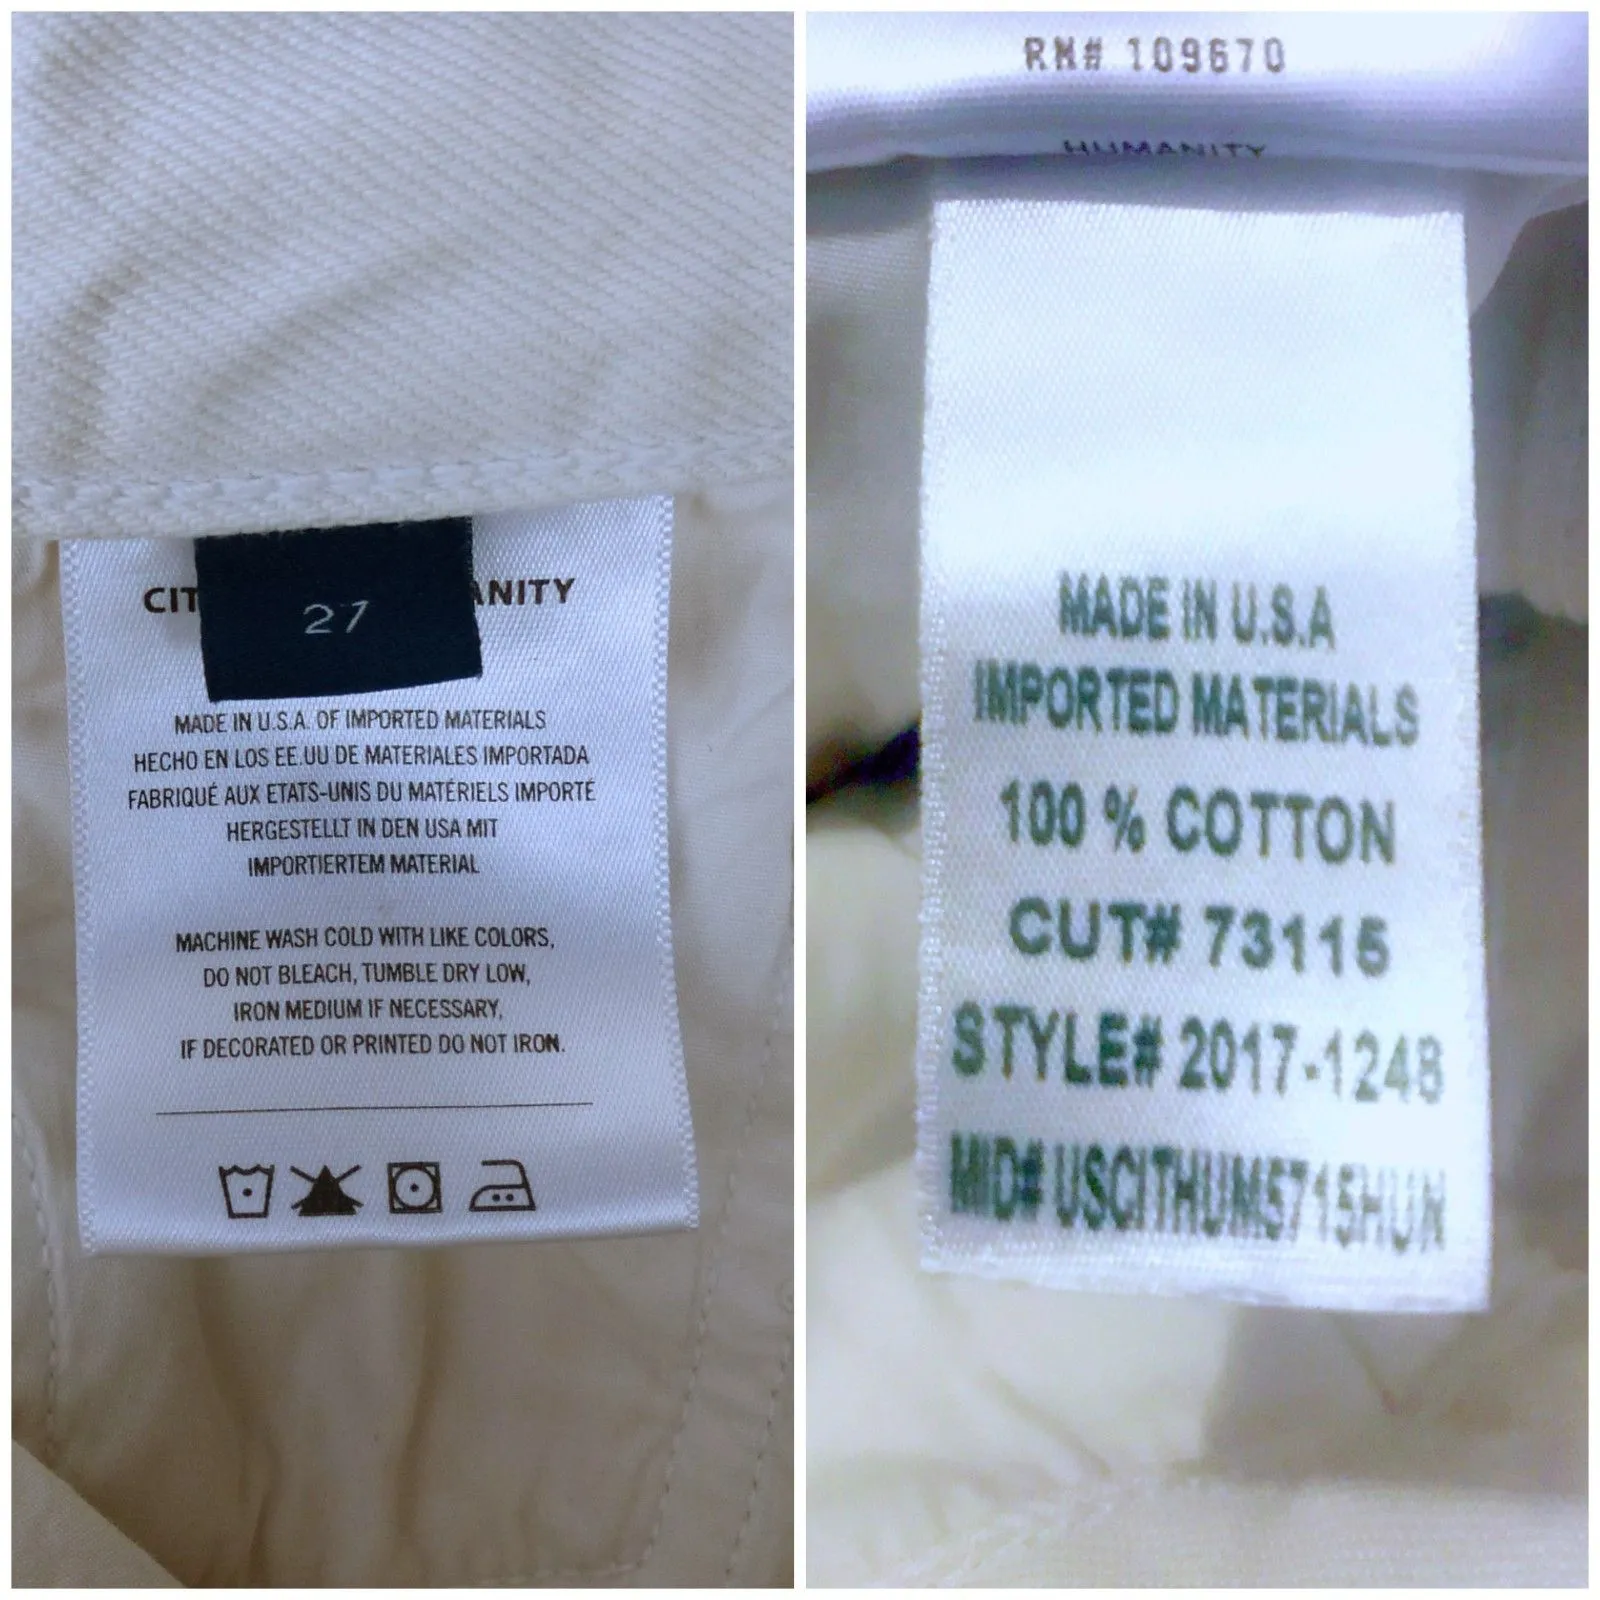 CIT ANITY
27
MADE IN U.S.A. OF IMPORTED MATERIALS
HECHO EN LOS EE.UU DE MATERIALES IMPORTADA
FABRIQUÉ AUX ETATS-UNIS DU MATÉRIELS IMPORTÉ
HERGESTELLT IN DEN USA MIT
IMPORTIERTEM MATERIAL
MACHINE WASH COLD WITH LIKE COLORS,
DO NOT BLEACH, TUMBLE DRY LOW,
IRON MEDIUM IF NECESSARY,
IF DECORATED OR PRINTED DO NOT IRON.
RN# 109670
HUMANITY
MADE IN U.S.A
IMPORTED MATERIALS
100 % COTTON
CUT# 73115
STYLE# 2017-1248
MID# USCITHUM5715HUN